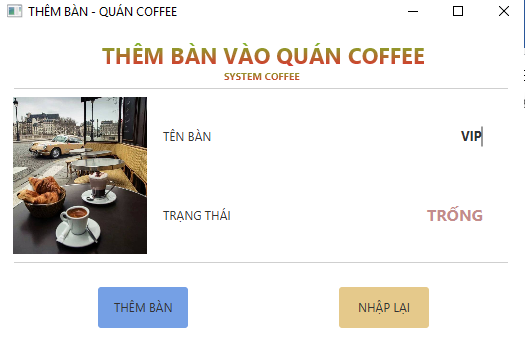 THÊM BÀN - QUÁN COFFEE
THÊM BÀN VÀO QUÁN COFFEE
SYSTEM COFFEE
TÊN BÀN VIP
TRẠNG THÁI TRỐNG
THÊM BÀN NHẬP LẠI